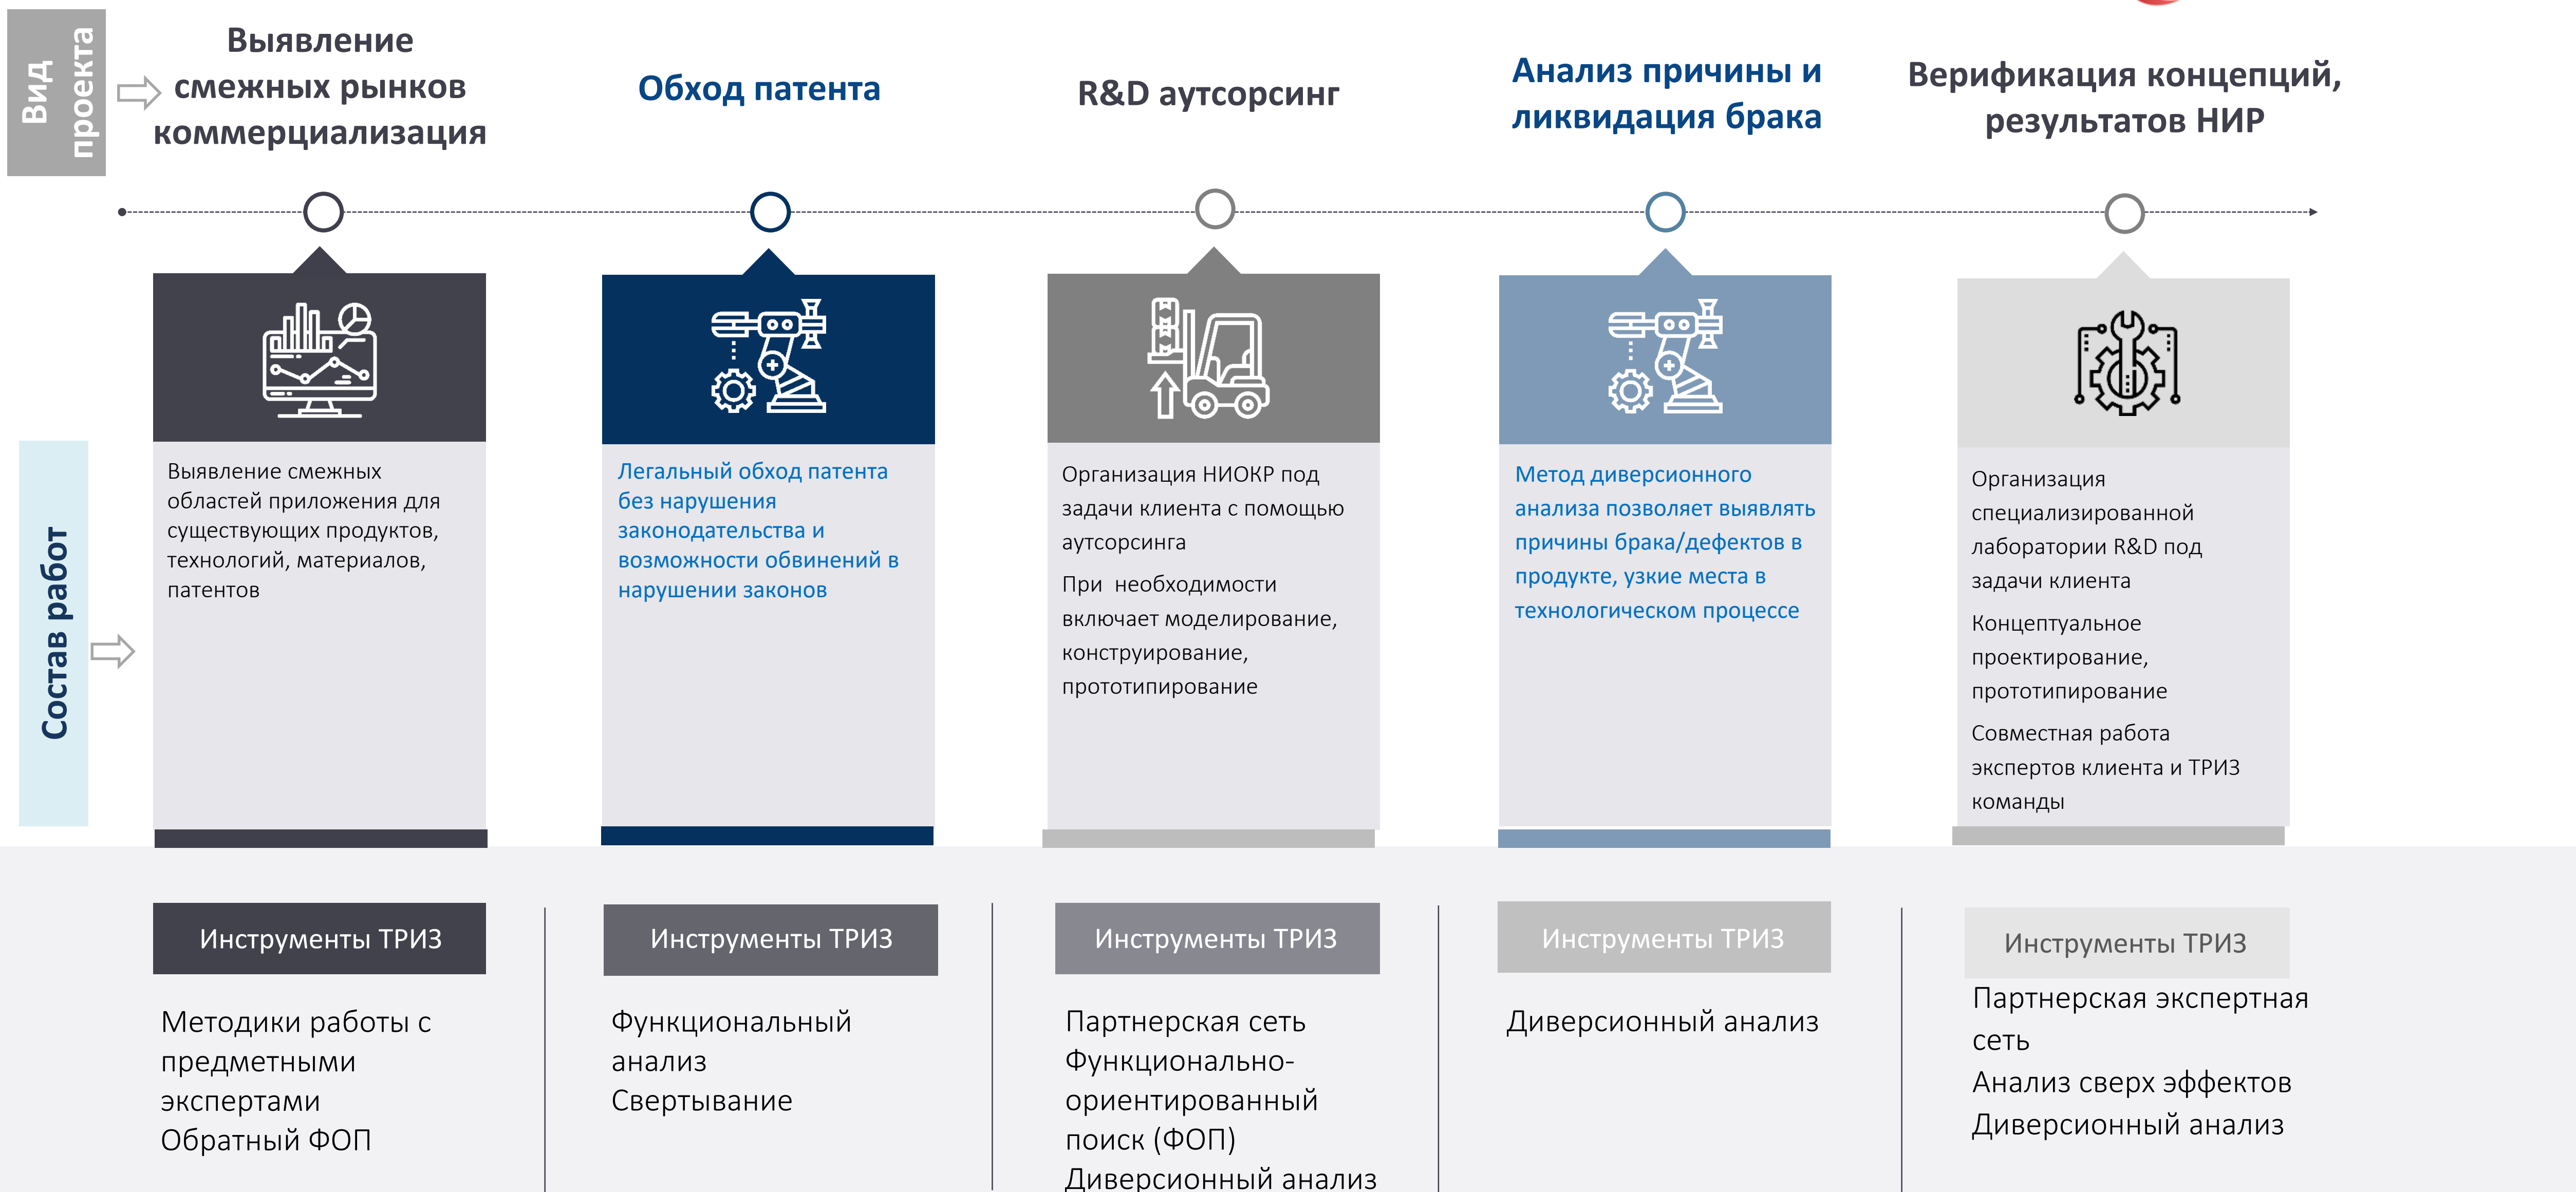 Вид
проекта
Выявление
смежных рынков
коммерциализация
Обход патента
R&D аутсорсинг
Анализ причины и
ликвидация брака
Верификация концепций,
результатов НИР
Состав работ
Выявление смежных
областей приложения для
существующих продуктов,
технологий, материалов,
патентов
Легальный обход патента
без нарушения
законодательства и
возможности обвинений в
нарушении законов
Организация НИОКР под
задачи клиента с помощью
аутсорсинга
При  необходимости
включает моделирование,
конструирование,
прототипирование
Метод диверсионного
анализа позволяет выявлять
причины брака/дефектов в
продукте, узкие места в
технологическом процессе
Организация
специализированной
лаборатории R&D под
задачи клиента
Концептуальное
проектирование,
прототипирование
Совместная работа
экспертов клиента и ТРИЗ
команды
Инструменты ТРИЗ
Методики работы с
предметными
экспертами
Обратный ФОП
Инструменты ТРИЗ
Функциональный
анализ
Свертывание
Инструменты ТРИЗ
Партнерская сеть
Функционально-
ориентированный
поиск (ФОП)
Диверсионный анализ
Инструменты ТРИЗ
Диверсионный анализ
Инструменты ТРИЗ
Партнерская экспертная
сеть
Анализ сверх эффектов
Диверсионный анализ